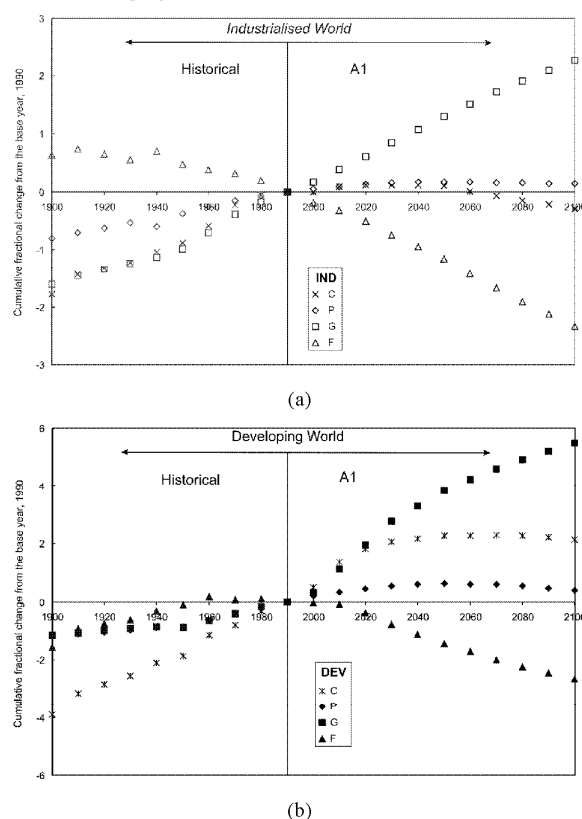 Industrialised World
Historical
A1
Cumulative fractional change from the base year, 1990
3
2
1
0
-1
-2
-3
1900 1920 1940 1960 1980 2000 2020 2040 2060 2080 2100
IND
C
P
G
F
(a)
Developing World
Historical
A1
Cumulative fractional change from the base year, 1990
6
4
2
0
-2
-4
-6
1900 1920 1940 1960 1980 2000 2020 2040 2060 2080 2100
DEV
C
P
G
F
(b)